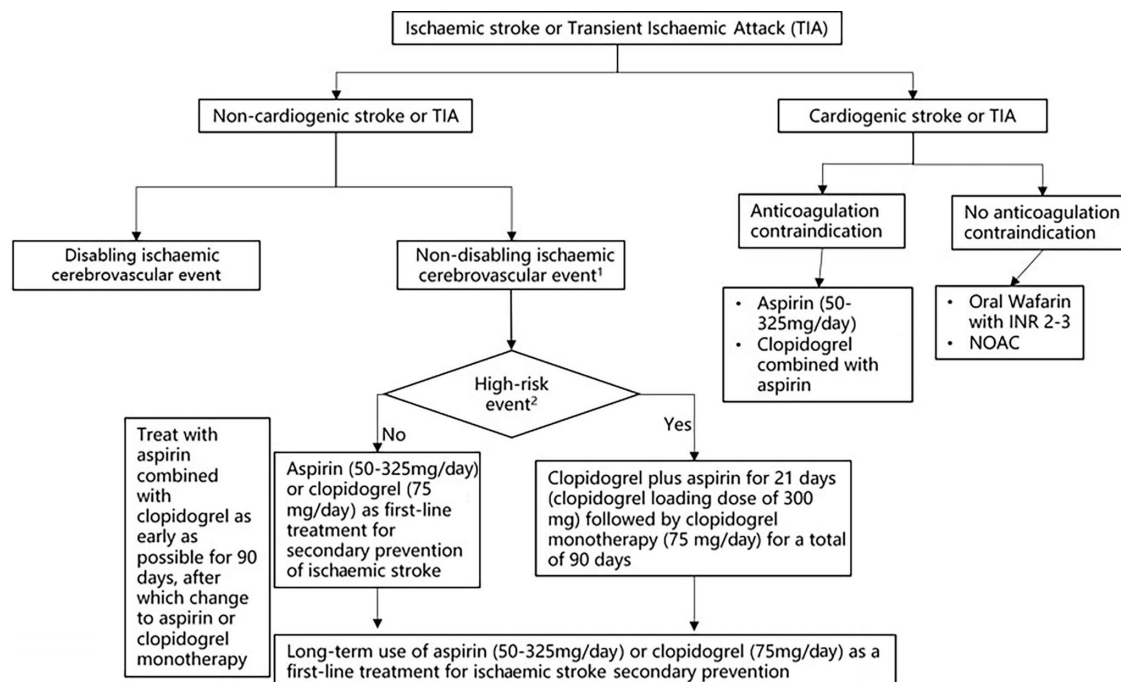 Ischaemic stroke or Transient Ischaemic Attack (TIA)
Non-cardiogenic stroke or TIA
Cardiogenic stroke or TIA
Disabling ischaemic
cerebrovascular event
Non-disabling ischaemic
cerebrovascular event¹
Anticoagulation
contraindication
No anticoagulation
contraindication
• Aspirin (50-
325mg/day)
• Clopidogrel
combined with
aspirin
• Oral Wafarin
with INR 2-3
• NOAC
High-risk
event²
No
Yes
Treat with
aspirin
combined
with
clopidogrel as
early as
possible for 90
days, after
which change
to aspirin or
clopidogrel
monotherapy
Aspirin (50-325mg/day)
or clopidogrel (75
mg/day) as first-line
treatment for
secondary prevention
of ischaemic stroke
Clopidogrel plus aspirin for 21 days
(clopidogrel loading dose of 300
mg) followed by clopidogrel
monotherapy (75 mg/day) for a total
of 90 days
Long-term use of aspirin (50-325mg/day) or clopidogrel (75mg/day) as a
first-line treatment for ischaemic stroke secondary prevention